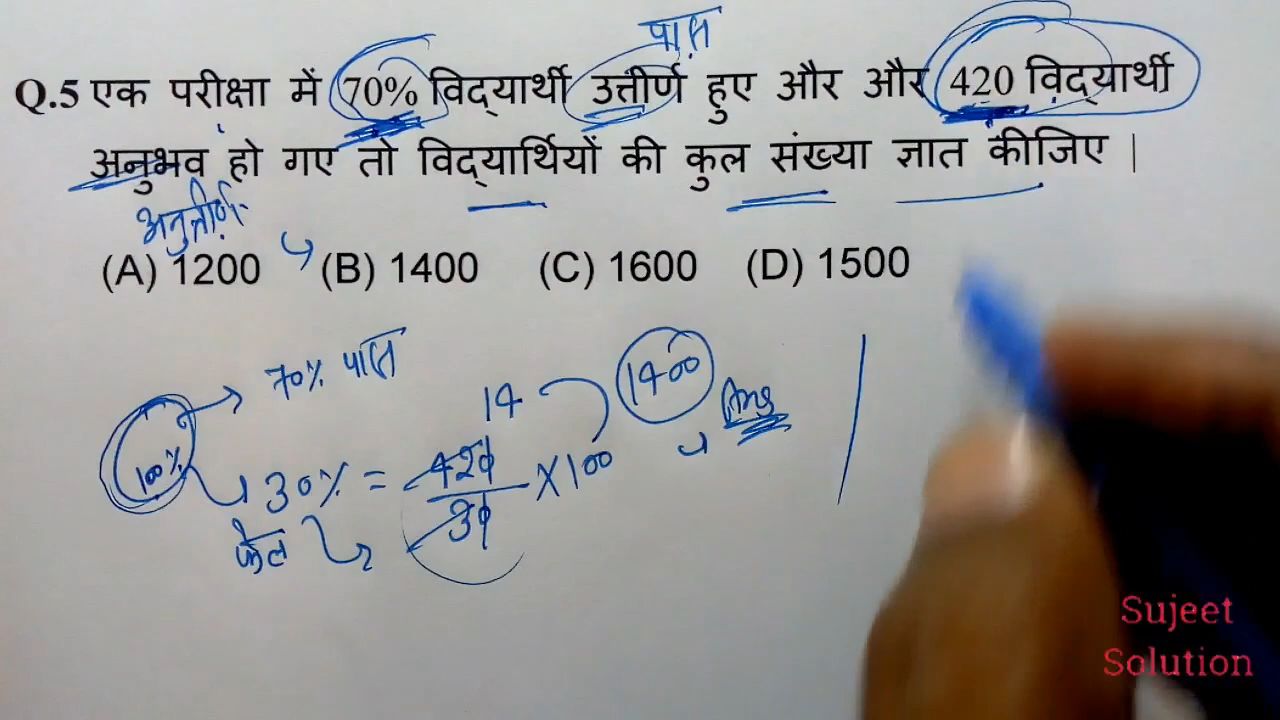 पास
Q.5 एक परीक्षा में 70% विद्यार्थी उत्तीर्ण हुए और और 420 विद्यार्थी
अनुभव हो गए तो विद्यार्थियों की कुल संख्या ज्ञात कीजिए |
अनुत्तीर्ण
(A) 1200 (B) 1400 (C) 1600 (D) 1500
70% पास
14 1400 Ans
100% 30% = 420 × 100
30
फेल
Sujeet
Solution